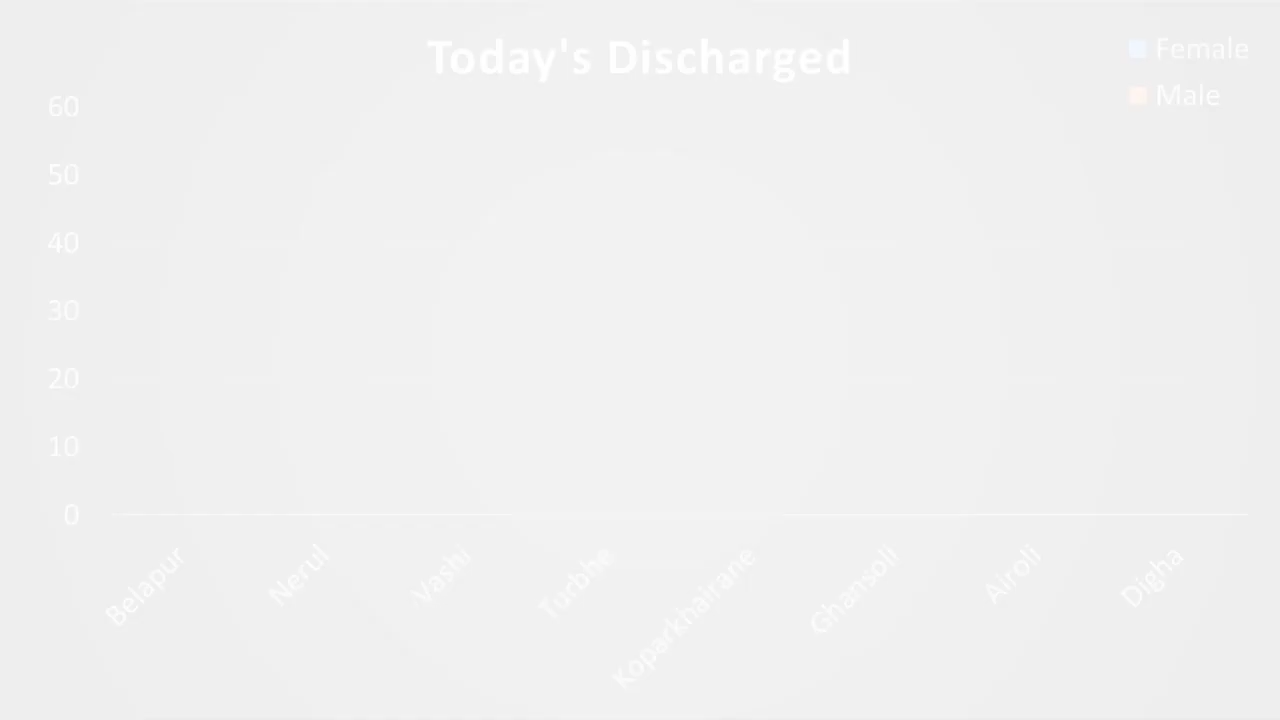 Today's Discharged
Female
Male
60
50
40
30
20
10
0
Belapur
Nerul
Vashi
Turbhe
Koparkhairane
Ghansoli
Airoli
Digha